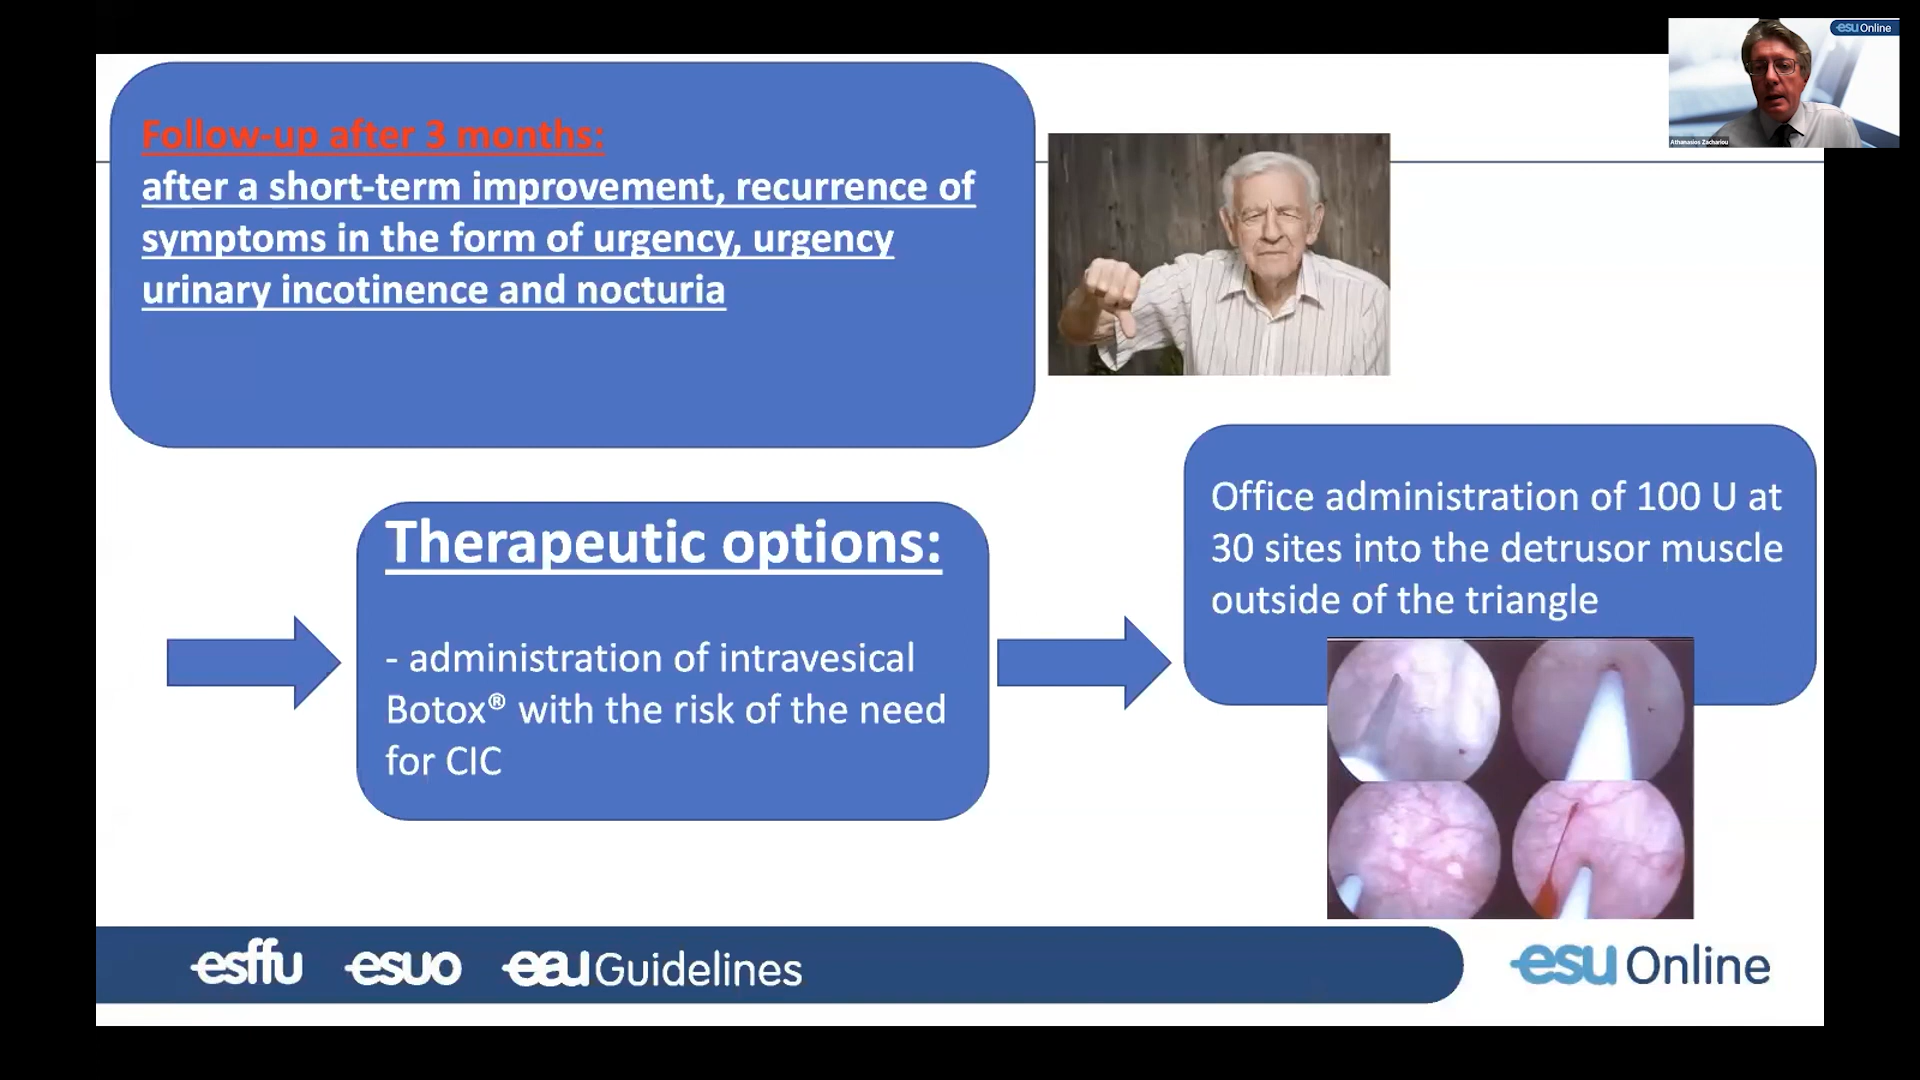 esu Online
Athanasios Zachariou
Follow-up after 3 months:
after a short-term improvement, recurrence of
symptoms in the form of urgency, urgency
urinary incotinence and nocturia
Therapeutic options:
- administration of intravesical
Botox® with the risk of the need
for CIC
Office administration of 100 U at
30 sites into the detrusor muscle
outside of the triangle
esffu esuo eau Guidelines
esu Online